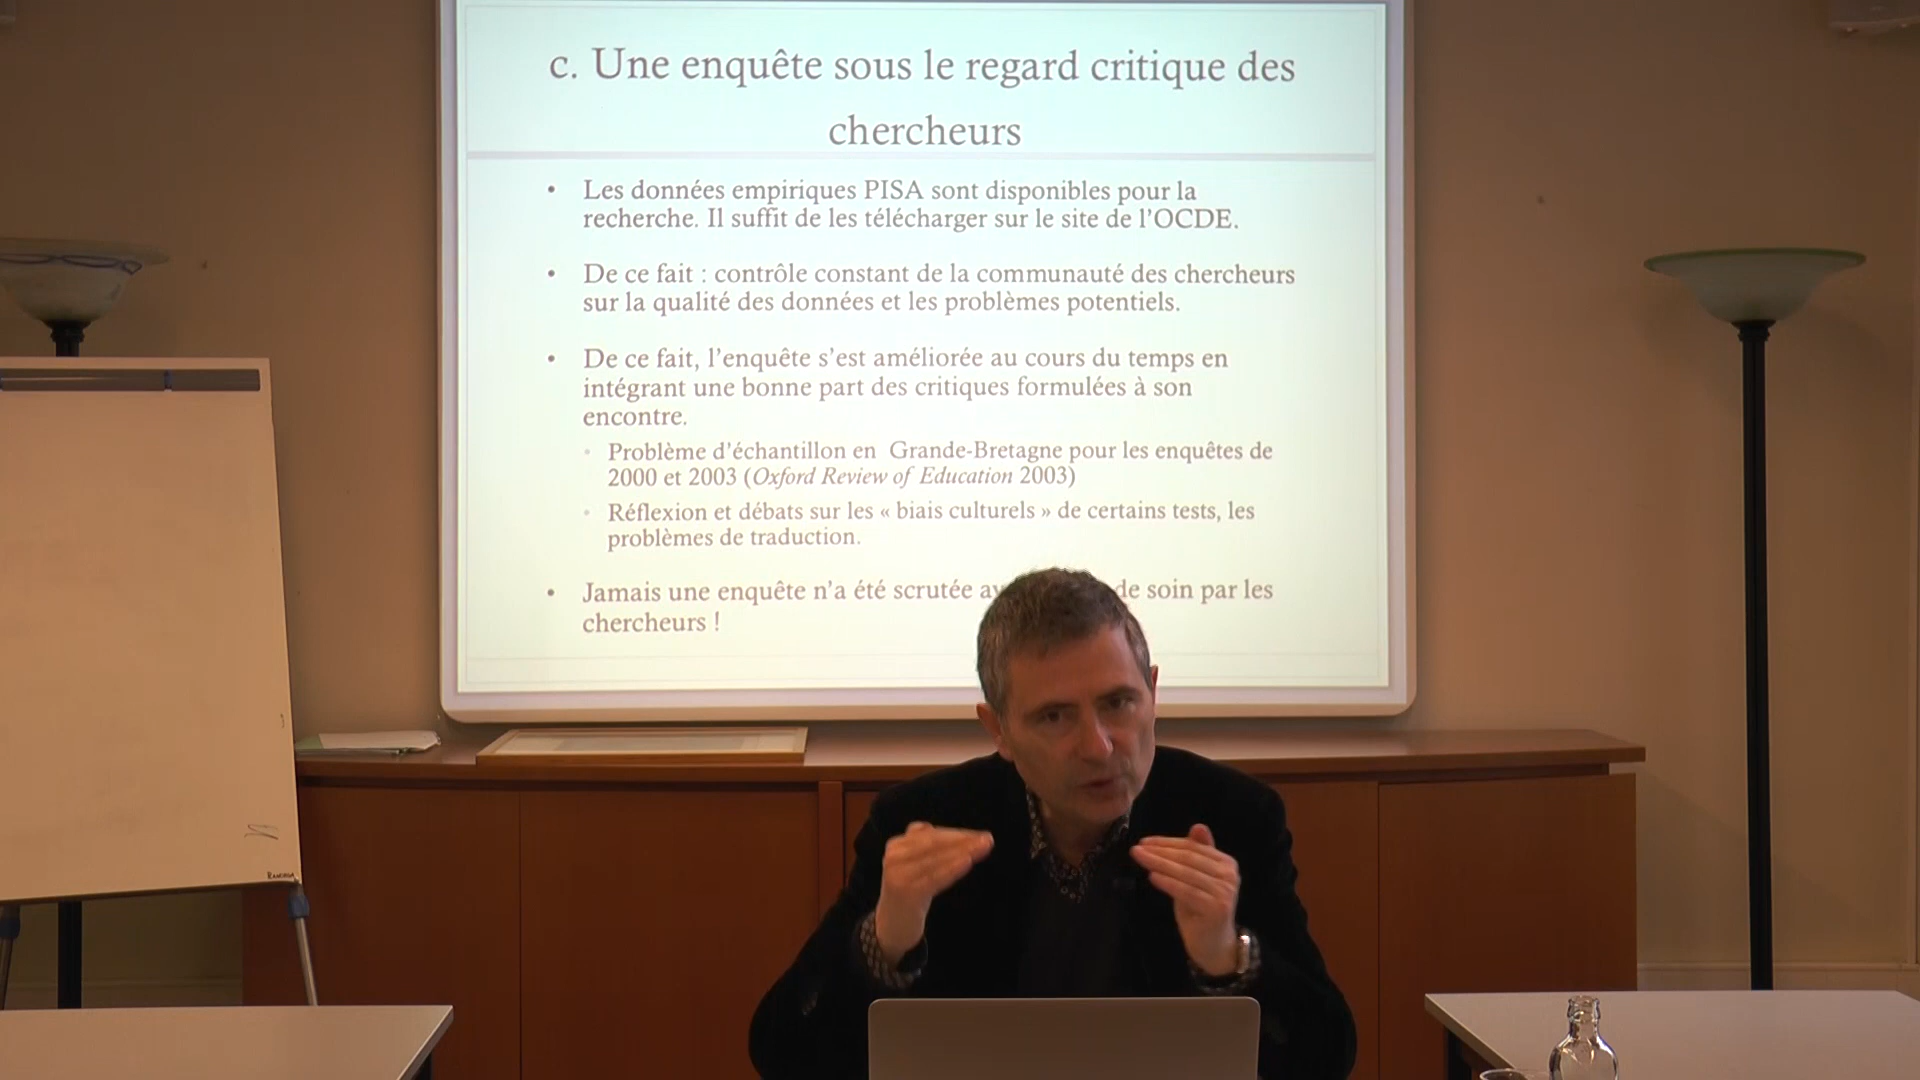 c. Une enquête sous le regard critique des
chercheurs
• Les données empiriques PISA sont disponibles pour la
recherche. Il suffit de les télécharger sur le site de l’OCDE.
• De ce fait : contrôle constant de la communauté des chercheurs
sur la qualité des données et les problèmes potentiels.
• De ce fait, l’enquête s’est améliorée au cours du temps en
intégrant une bonne part des critiques formulées à son
encontre.
• Problème d’échantillon en Grande-Bretagne pour les enquêtes de
2000 et 2003 (Oxford Review of Education 2003)
• Réflexion et débats sur les « biais culturels » de certains tests, les
problèmes de traduction.
• Jamais une enquête n’a été scrutée de soin par les
chercheurs !